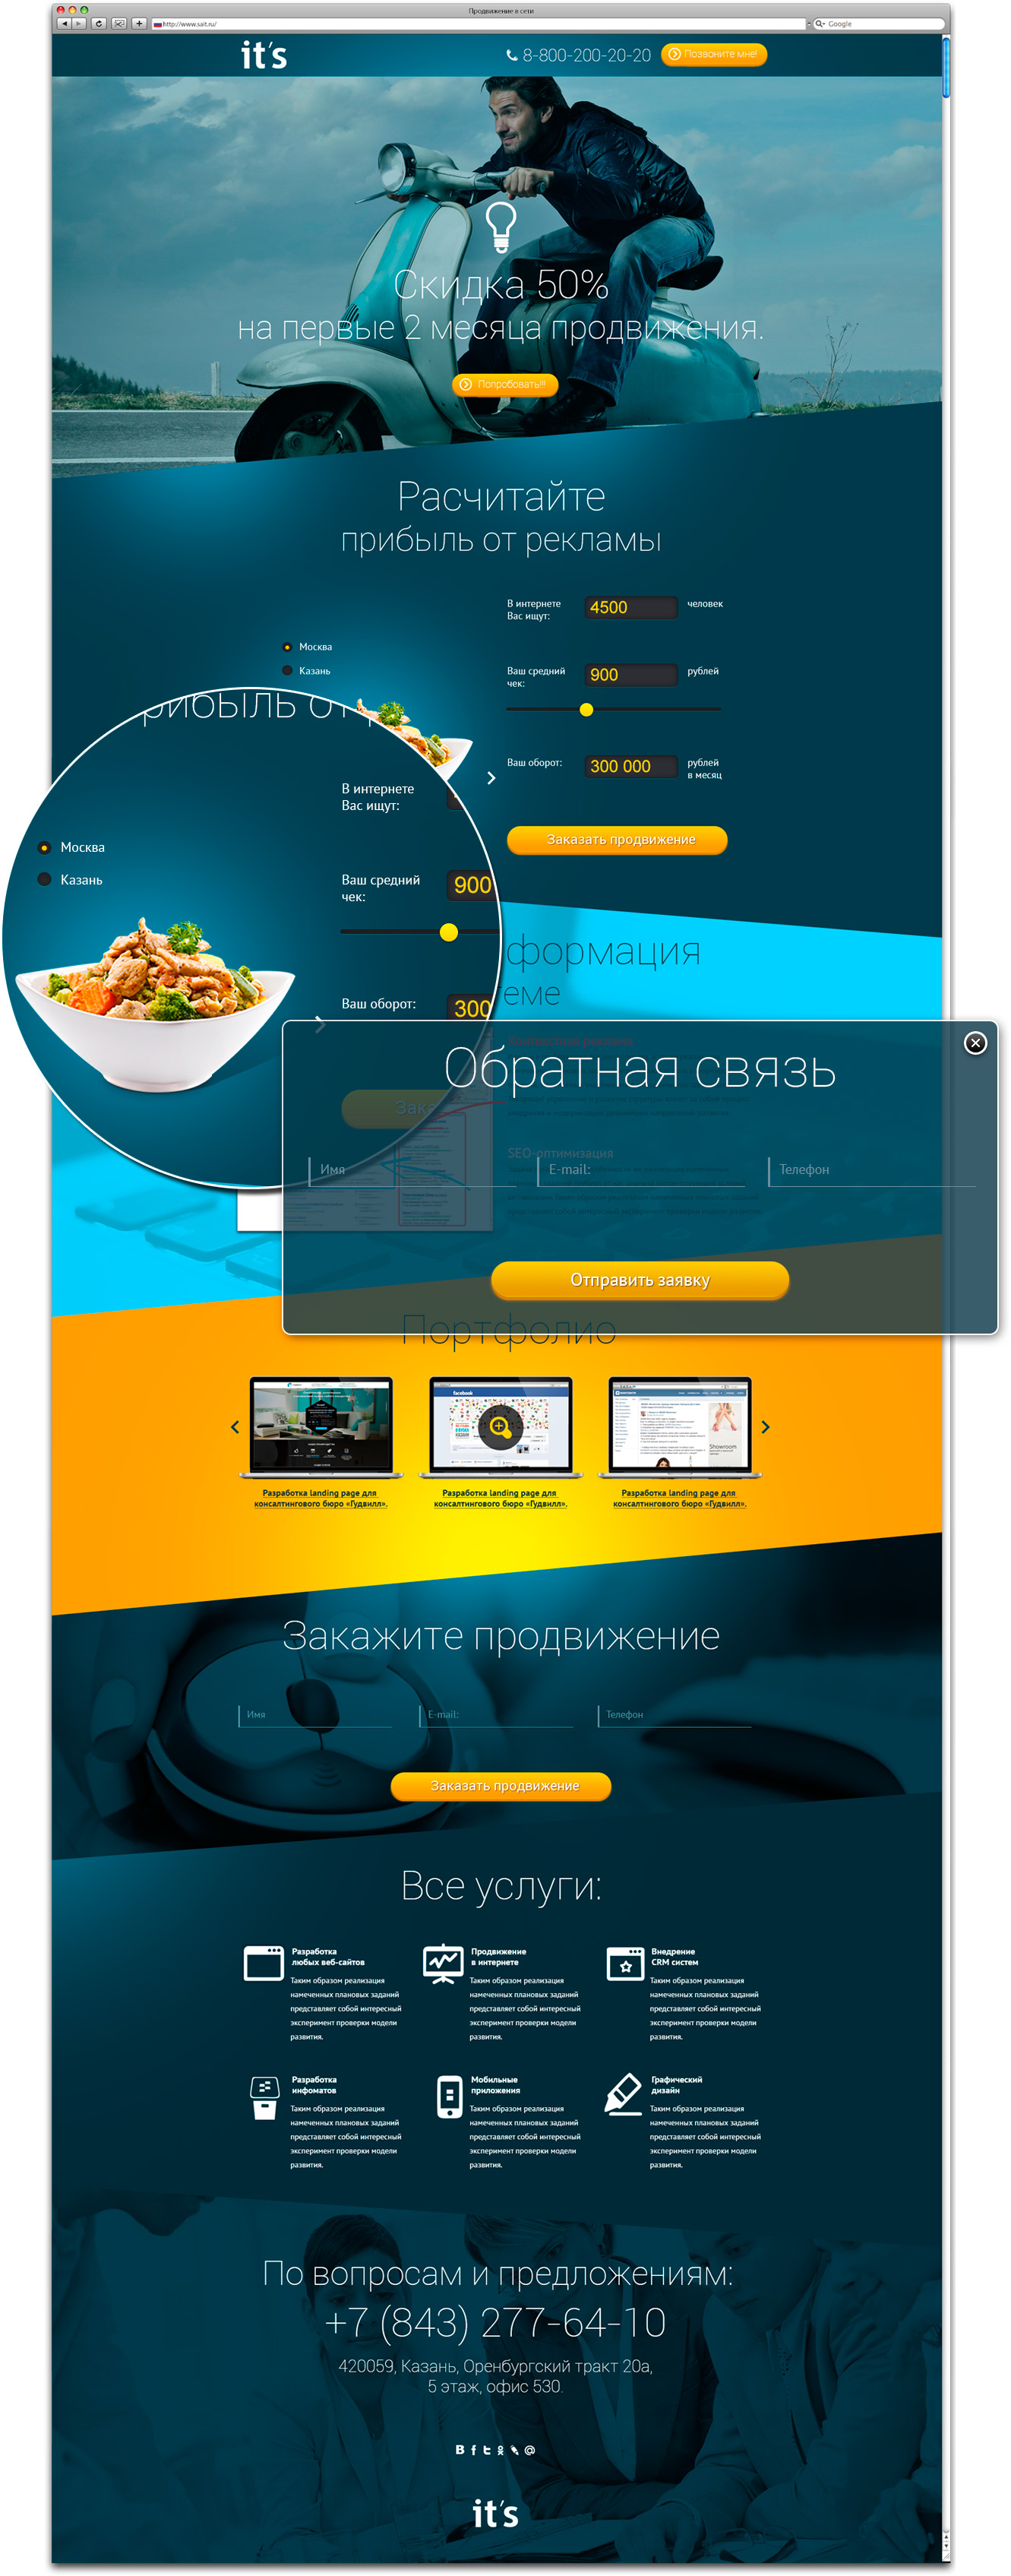 Продвижение в сети
http://www.sait.ru/
Google
it's
8-800-200-20-20
Позвоните мне!
Скидка 50%
на первые 2 месяца продвижения.
Попробовать!!!
Расчитайте
прибыль от рекламы
В интернете
Вас ищут:
4500
человек
Москва
Казань
Ваш средний
чек:
900
рублей
Ваш оборот:
300 000
рублей
в месяц
Заказать продвижение
рибыль от
В интернете
Вас ищут:
Москва
Казань
Ваш средний
чек:
900
Ваш оборот:
300
Зака
формация
теме
Обратная связь
SEO-оптимизация
Имя
E-mail:
Телефон
Отправить заявку
Портфолио
facebook
Showroom
Разработка landing page для
консалтингового бюро «Гудвилл».
Разработка landing page для
консалтингового бюро «Гудвилл».
Разработка landing page для
консалтингового бюро «Гудвилл».
Закажите продвижение
Имя
E-mail:
Телефон
Заказать продвижение
Все услуги:
Разработка
любых веб-сайтов
Таким образом реализация
намеченных плановых заданий
представляет собой интересный
эксперимент проверки модели
развития.
Продвижение
в интернете
Таким образом реализация
намеченных плановых заданий
представляет собой интересный
эксперимент проверки модели
развития.
Внедрение
CRM систем
Таким образом реализация
намеченных плановых заданий
представляет собой интересный
эксперимент проверки модели
развития.
Разработка
инфоматов
Таким образом реализация
намеченных плановых заданий
представляет собой интересный
эксперимент проверки модели
развития.
Мобильные
приложения
Таким образом реализация
намеченных плановых заданий
представляет собой интересный
эксперимент проверки модели
развития.
Графический
дизайн
Таким образом реализация
намеченных плановых заданий
представляет собой интересный
эксперимент проверки модели
развития.
По вопросам и предложениям:
+7 (843) 277-64-10
420059, Казань, Оренбургский тракт 20а,
5 этаж, офис 530.
it's